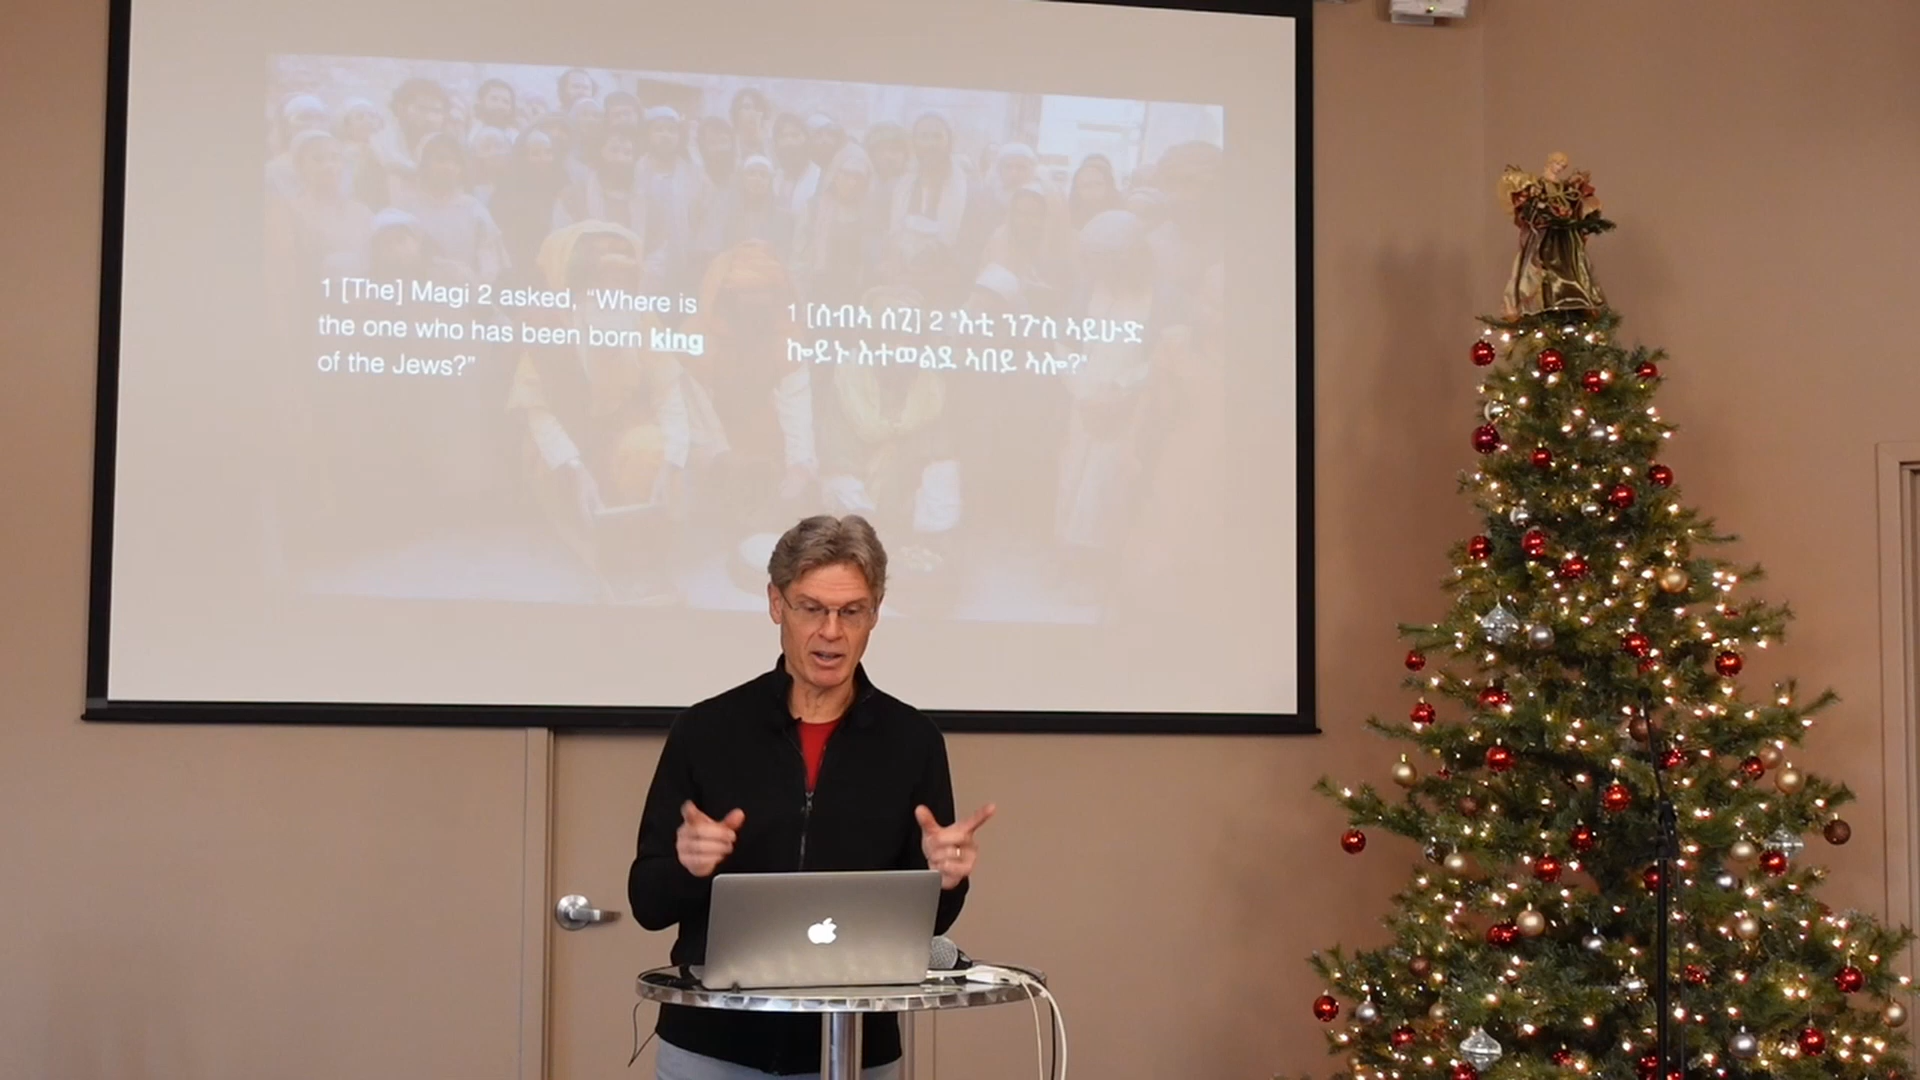 1 [The] Magi 2 asked, “Where is
the one who has been born king
of the Jews?”
1 [ሰብኣ ሰጊ] 2 “እቲ ንጉስ ኣይሁድ
ኰይኑ እተወልደ ኣበይ ኣሎ?”